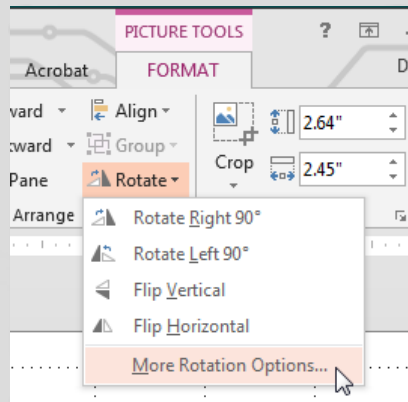 PICTURE TOOLS ?
Acrobat FORMAT D
ward Align
ward Group 2.64"
Pane Rotate Crop 2.45"
Arrange
Rotate Right 90°
Rotate Left 90°
Flip Vertical
Flip Horizontal
More Rotation Options...